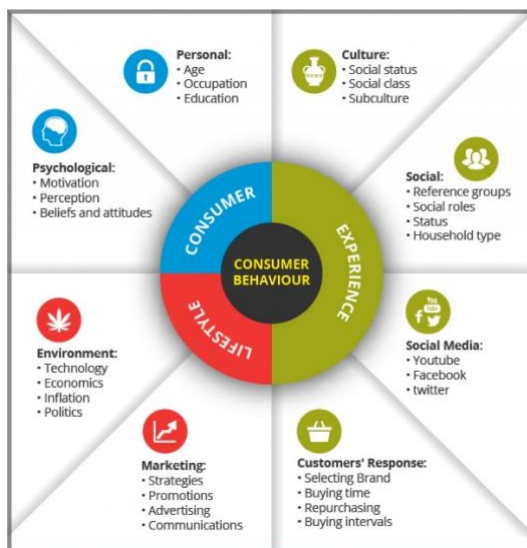 Personal:
• Age
• Occupation
• Education
Culture:
• Social status
• Social class
• Subculture
Psychological:
• Motivation
• Perception
• Beliefs and attitudes
Social:
• Reference groups
• Social roles
• Status
• Household type
CONSUMER
EXPERIENCE
LIFESTYLE
CONSUMER
BEHAVIOUR
Environment:
• Technology
• Economics
• Inflation
• Politics
You
Tube
f
Social Media:
• Youtube
• Facebook
• twitter
Marketing:
• Strategies
• Promotions
• Advertising
• Communications
Customers' Response:
• Selecting Brand
• Buying time
• Repurchasing
• Buying intervals